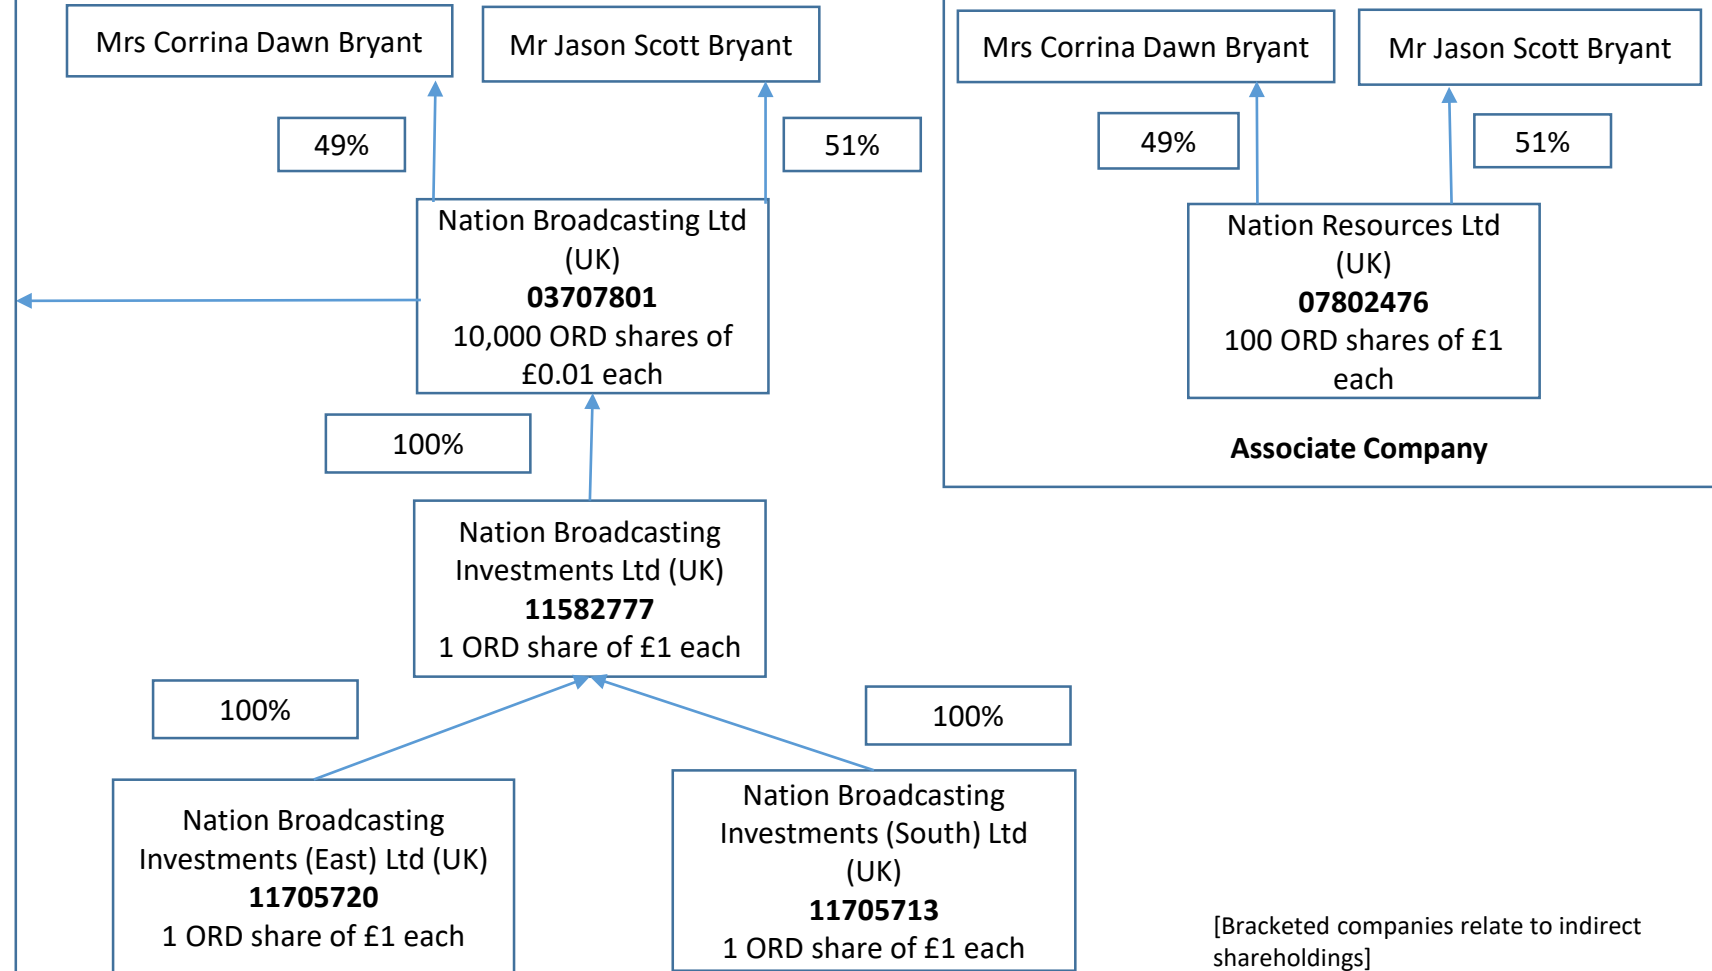 Mrs Corrina Dawn Bryant
Mr Jason Scott Bryant
49%
51%
Nation Broadcasting Ltd
(UK)
03707801
10,000 ORD shares of
£0.01 each
100%
Nation Broadcasting
Investments Ltd (UK)
11582777
1 ORD share of £1 each
100%
100%
Nation Broadcasting
Investments (East) Ltd (UK)
11705720
1 ORD share of £1 each
Nation Broadcasting
Investments (South) Ltd
(UK)
11705713
1 ORD share of £1 each
Mrs Corrina Dawn Bryant
Mr Jason Scott Bryant
49%
51%
Nation Resources Ltd
(UK)
07802476
100 ORD shares of £1
each
Associate Company
[Bracketed companies relate to indirect
shareholdings]